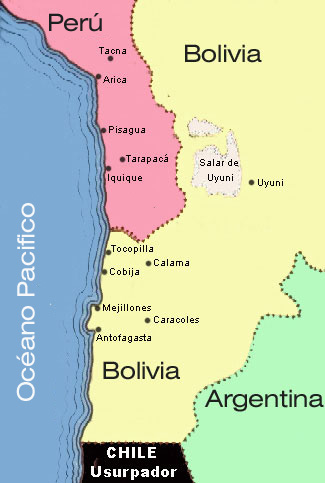 Perú
Bolivia
Tacna
Arica
Pisagua
Tarapacá
Iquique
Salar de
Uyuni
Uyuni
Océano Pacífico
Tocopilla
Calama
Cobija
Mejillones
Caracoles
Antofagasta
Bolivia
Argentina
CHILE
Usurpador